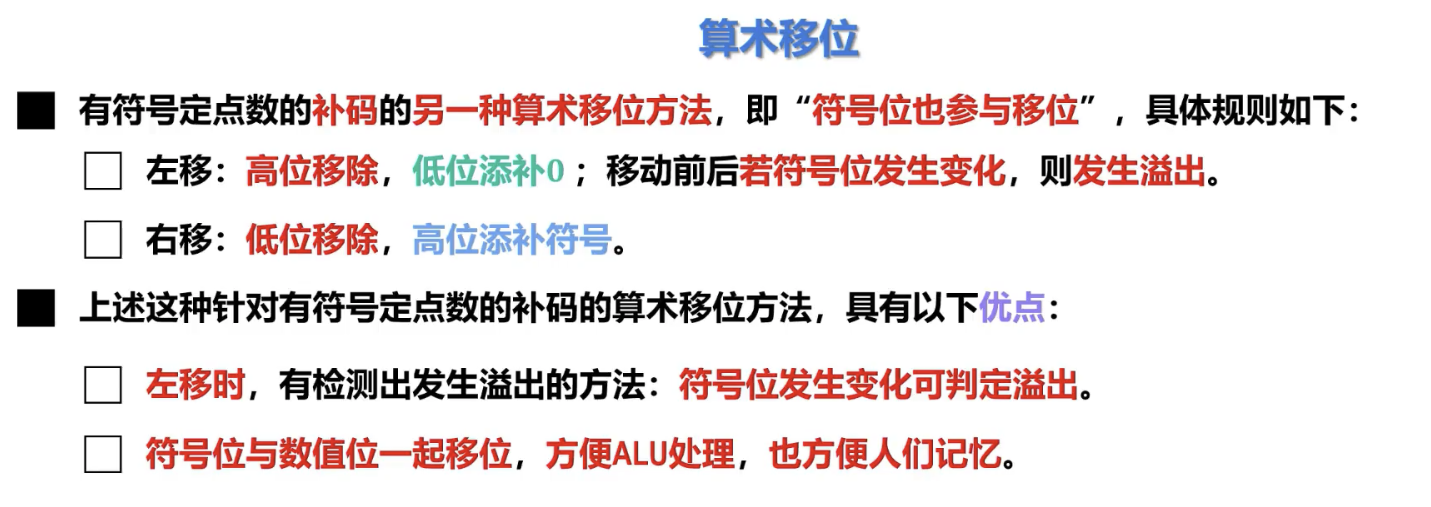 算术移位
有符号定点数的补码的另一种算术移位方法，即“符号位也参与移位”，具体规则如下：
左移：高位移除，低位添补0；移动前后若符号位发生变化，则发生溢出。
右移：低位移除，高位添补符号。
上述这种针对有符号定点数的补码的算术移位方法，具有以下优点：
左移时，有检测出发生溢出的方法：符号位发生变化可判定溢出。
符号位与数值位一起移位，方便ALU处理，也方便人们记忆。